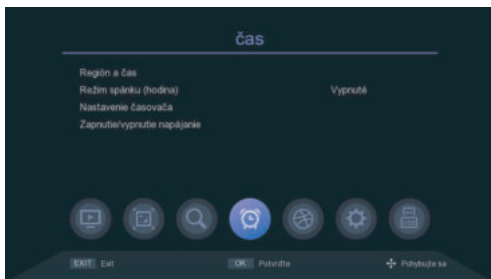 čas
Región a čas
Režim spánku (hodina) Vypnuté
Nastavenie časovača
Zapnutie/vypnutie napájanie
EXIT Exit OK Potvrďte Pohybujte sa